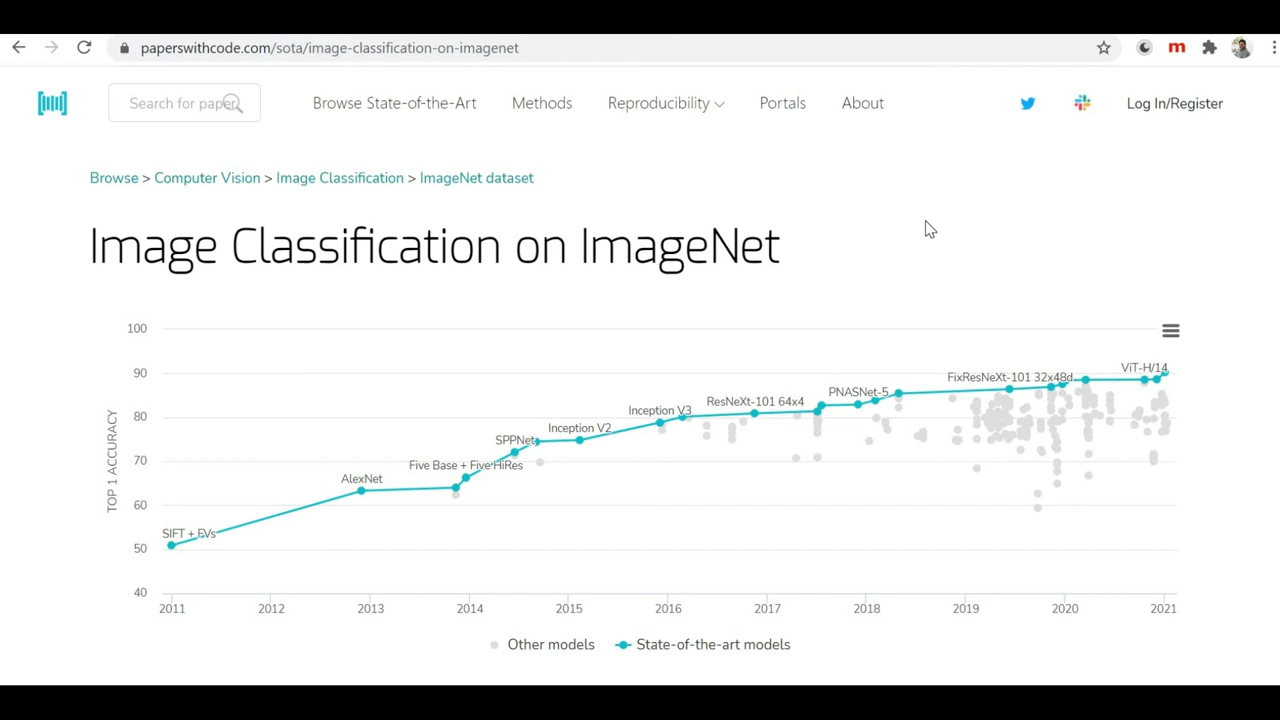 paperswithcode.com/sota/image-classification-on-imagenet
m
Search for paper
Browse State-of-the-Art
Methods
Reproducibility
Portals
About
Log In/Register
Browse > Computer Vision > Image Classification > ImageNet dataset
Image Classification on ImageNet
TOP 1 ACCURACY
100
90
80
70
60
50
40
SIFT + FVs
AlexNet
Five Base + Five HiRes
SPPNet
Inception V2
Inception V3
ResNeXt-101 64x4
PNASNet-5
FixResNeXt-101 32x48d
ViT-H/14
2011 2012 2013 2014 2015 2016 2017 2018 2019 2020 2021
Other models
State-of-the-art models